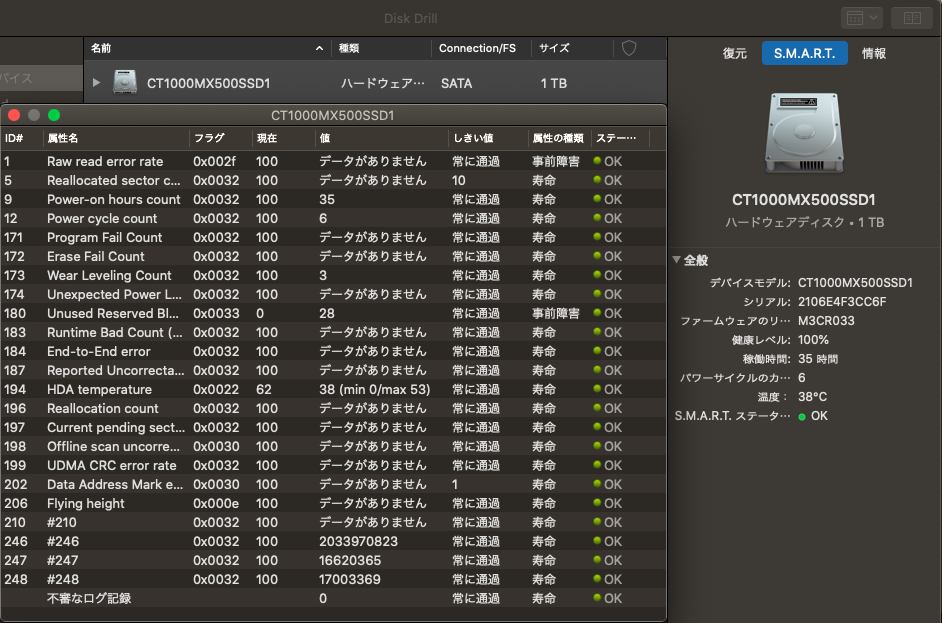 Disk Drill
名前 種類 Connection/FS サイズ
バイス
CT1000MX500SSD1 ハードウェア… SATA 1 TB
復元 S.M.A.R.T. 情報
CT1000MX500SSD1
ID# 属性名 フラグ 現在 値 しきい値 属性の種類 ステー…
1 Raw read error rate 0x002f 100 データがありません 常に通過 事前障害 OK
5 Reallocated sector c... 0x0032 100 データがありません 10 寿命 OK
9 Power-on hours count 0x0032 100 35 常に通過 寿命 OK
12 Power cycle count 0x0032 100 6 常に通過 寿命 OK
171 Program Fail Count 0x0032 100 データがありません 常に通過 寿命 OK
172 Erase Fail Count 0x0032 100 データがありません 常に通過 寿命 OK
173 Wear Leveling Count 0x0032 100 3 常に通過 寿命 OK
174 Unexpected Power L... 0x0032 100 データがありません 常に通過 寿命 OK
180 Unused Reserved Bl... 0x0033 0 28 常に通過 事前障害 OK
183 Runtime Bad Count (... 0x0032 100 データがありません 常に通過 寿命 OK
184 End-to-End error 0x0032 100 データがありません 常に通過 寿命 OK
187 Reported Uncorrecta... 0x0032 100 データがありません 常に通過 寿命 OK
194 HDA temperature 0x0022 62 38 (min 0/max 53) 常に通過 寿命 OK
196 Reallocation count 0x0032 100 データがありません 常に通過 寿命 OK
197 Current pending sect... 0x0032 100 データがありません 常に通過 寿命 OK
198 Offline scan uncorre... 0x0030 100 データがありません 常に通過 寿命 OK
199 UDMA CRC error rate 0x0032 100 データがありません 常に通過 寿命 OK
202 Data Address Mark e... 0x0030 100 データがありません 1 寿命 OK
206 Flying height 0x000e 100 データがありません 常に通過 寿命 OK
210 #210 0x0032 100 データがありません 常に通過 寿命 OK
246 #246 0x0032 100 2033970823 常に通過 寿命 OK
247 #247 0x0032 100 16620365 常に通過 寿命 OK
248 #248 0x0032 100 17003369 常に通過 寿命 OK
不審なログ記録 0 常に通過 寿命 OK
CT1000MX500SSD1
ハードウェアディスク • 1 TB
全般
デバイスモデル: CT1000MX500SSD1
シリアル: 2106E4F3CC6F
ファームウェアのリ… M3CR033
健康レベル: 100%
稼働時間: 35 時間
パワーサイクルのカ… 6
温度： 38°C
S.M.A.R.T. ステータ… OK